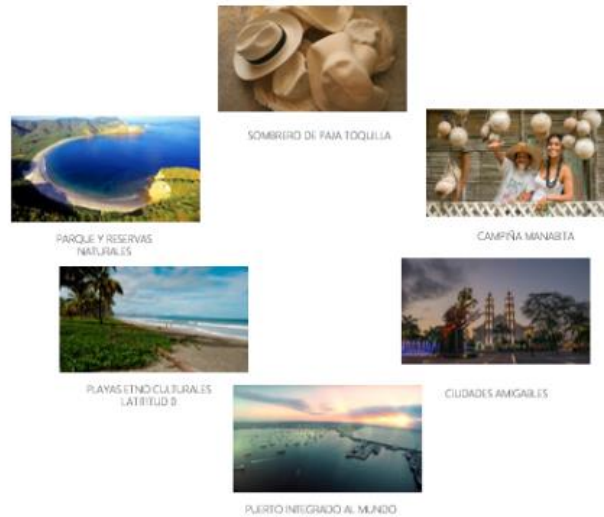 SOMBRERO DE PAJA TOQUILLA
PARQUE Y RESERVAS
NATURALES
CAMPIÑA MANABITA
PLAYAS ETNO CULTURALES
LATITITUD 0
CIUDADES AMIGABLES
PUERTO INTEGRADO AL MUNDO